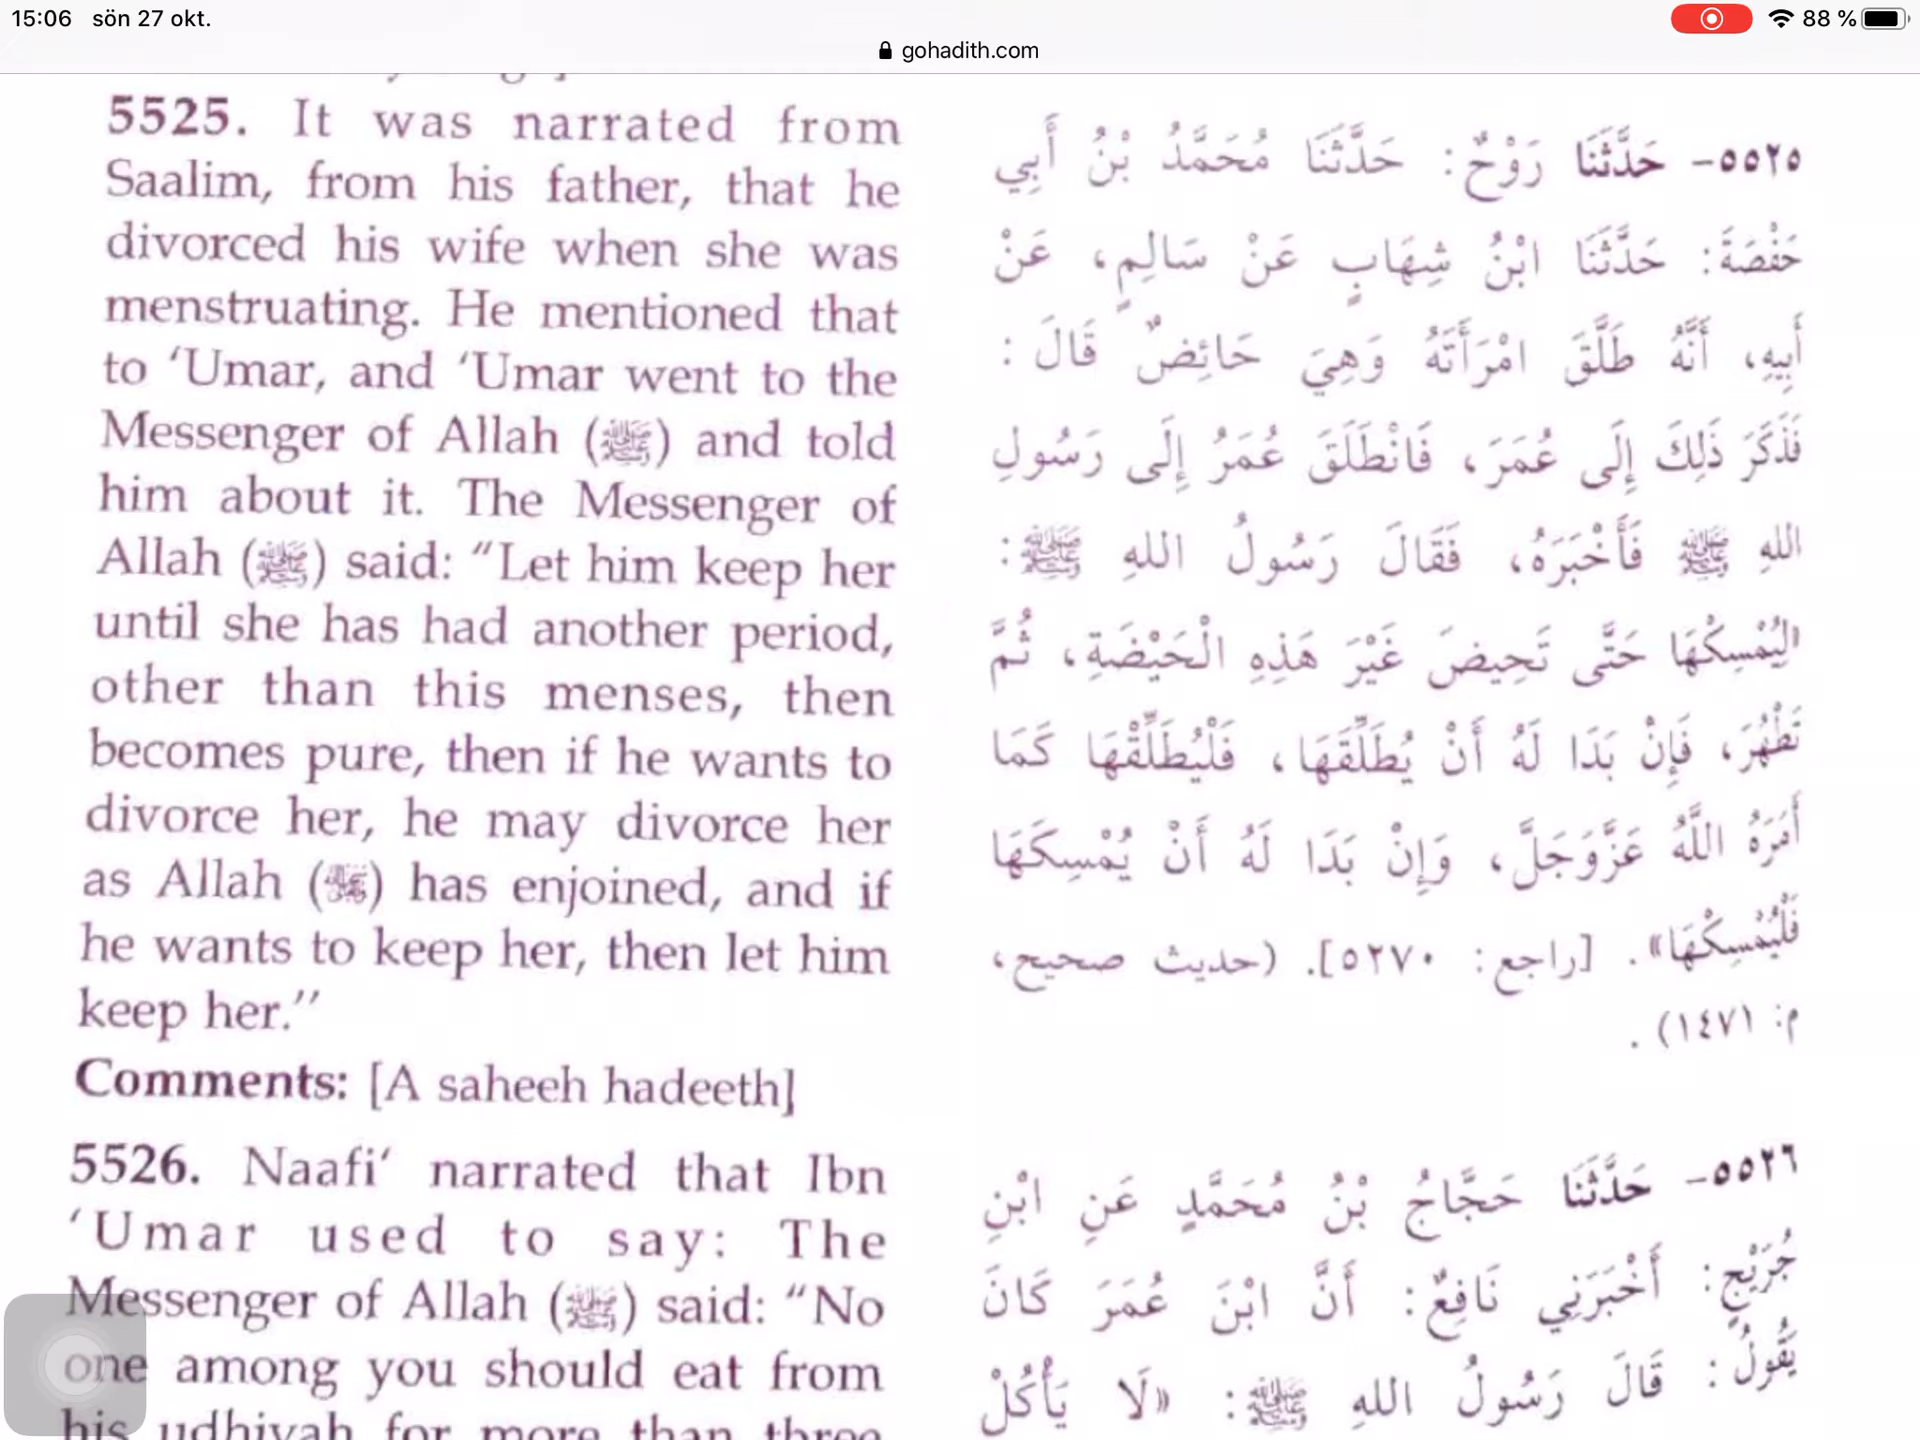 15:06 sön 27 okt.
88 %
gohadith.com
5525. It was narrated from
Saalim, from his father, that he
divorced his wife when she was
menstruating. He mentioned that
to ‘Umar, and ‘Umar went to the
Messenger of Allah (ﷺ) and told
him about it. The Messenger of
Allah (ﷺ) said: “Let him keep her
until she has had another period,
other than this menses, then
becomes pure, then if he wants to
divorce her, he may divorce her
as Allah (ﷻ) has enjoined, and if
he wants to keep her, then let him
keep her.”
Comments: [A saheeh hadeeth]
5526. Naafi‘ narrated that Ibn
‘Umar used to say: The
Messenger of Allah (ﷺ) said: “No
one among you should eat from
his udhiyah for more than three
٥٥٢٥- حَدَّثَنَا رَوْحٌ: حَدَّثَنَا مُحَمَّدُ بْنُ أَبِي
حَفْصَةَ: حَدَّثَنَا ابْنُ شِهَابٍ عَنْ سَالِمٍ، عَنْ
أَبِيهِ، أَنَّهُ طَلَّقَ امْرَأَتَهُ وَهِيَ حَائِضٌ قَالَ:
فَذَكَرَ ذَلِكَ إِلَى عُمَرَ، فَانْطَلَقَ عُمَرُ إِلَى رَسُولِ
اللهِ ﷺ فَأَخْبَرَهُ، فَقَالَ رَسُولُ اللهِ ﷺ:
«لِيُمْسِكْهَا حَتَّى تَحِيضَ غَيْرَ هَذِهِ الْحَيْضَةِ، ثُمَّ
تَطْهُرَ، فَإِنْ بَدَا لَهُ أَنْ يُطَلِّقَهَا، فَلْيُطَلِّقْهَا كَمَا
أَمَرَهُ اللَّهُ عَزَّوَجَلَّ، وَإِنْ بَدَا لَهُ أَنْ يُمْسِكَهَا
فَلْيُمْسِكْهَا». [راجع: ٥٢٧٠]. (حديث صحيح،
م: ١٤٧١).
٥٥٢٦- حَدَّثَنَا حَجَّاجُ بْنُ مُحَمَّدٍ عَنِ ابْنِ
جُرَيْجٍ: أَخْبَرَنِي نَافِعٌ: أَنَّ ابْنَ عُمَرَ كَانَ
يَقُولُ: قَالَ رَسُولُ اللهِ ﷺ: «لَا يَأْكُلْ